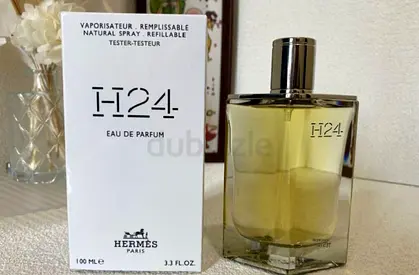 VAPORISATEUR . REMPLISSABLE
NATURAL SPRAY . REFILLABLE
TESTER-TESTEUR
H24
EAU DE PARFUM
HERMÈS
PARIS
100 ML e 3.3 FL. OZ.
H24
dubizzle